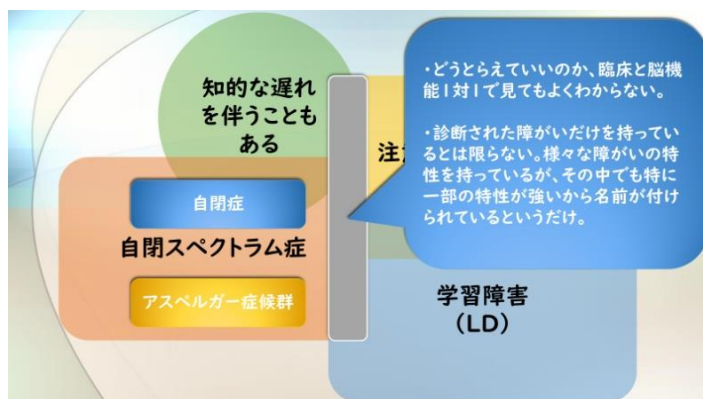 知的な遅れ
を伴うことも
ある
自閉症
自閉スペクトラム症
アスペルガー症候群
注
・どうとらえていいのか、臨床と脳機
能1対1で見てもよくわからない。
・診断された障がいだけを持ってい
るとは限らない。様々な障がいの特
性を持っているが、その中でも特に
一部の特性が強いから名前が付け
られているというだけ。
学習障害
(LD)